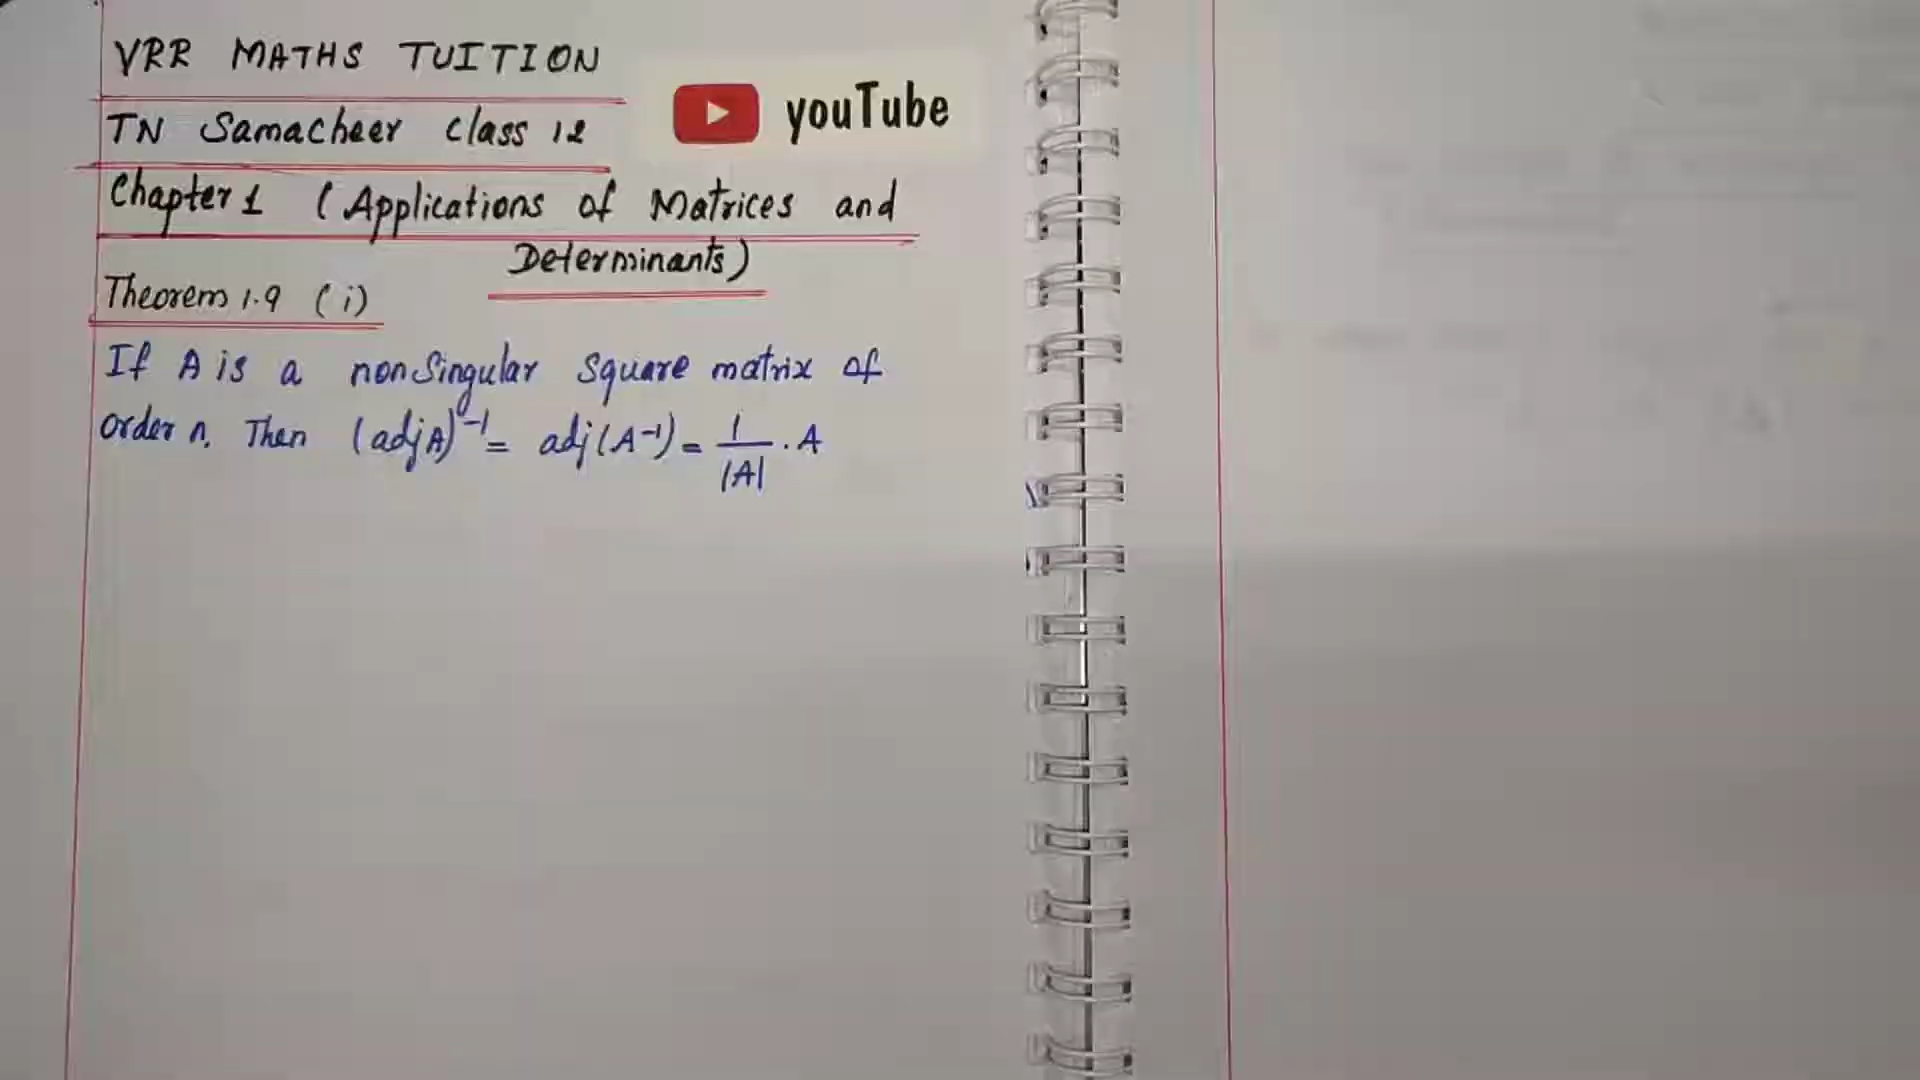 VRR MATHS TUITION
youTube
TN Samacheer Class 12
Chapter 1 (Applications of Matrices and
Determinants)
Theorem 1.9 (i)
If A is a nonSingular Square matrix of
order n. Then (adj A)⁻¹ = adj(A⁻¹) = 1/|A| . A